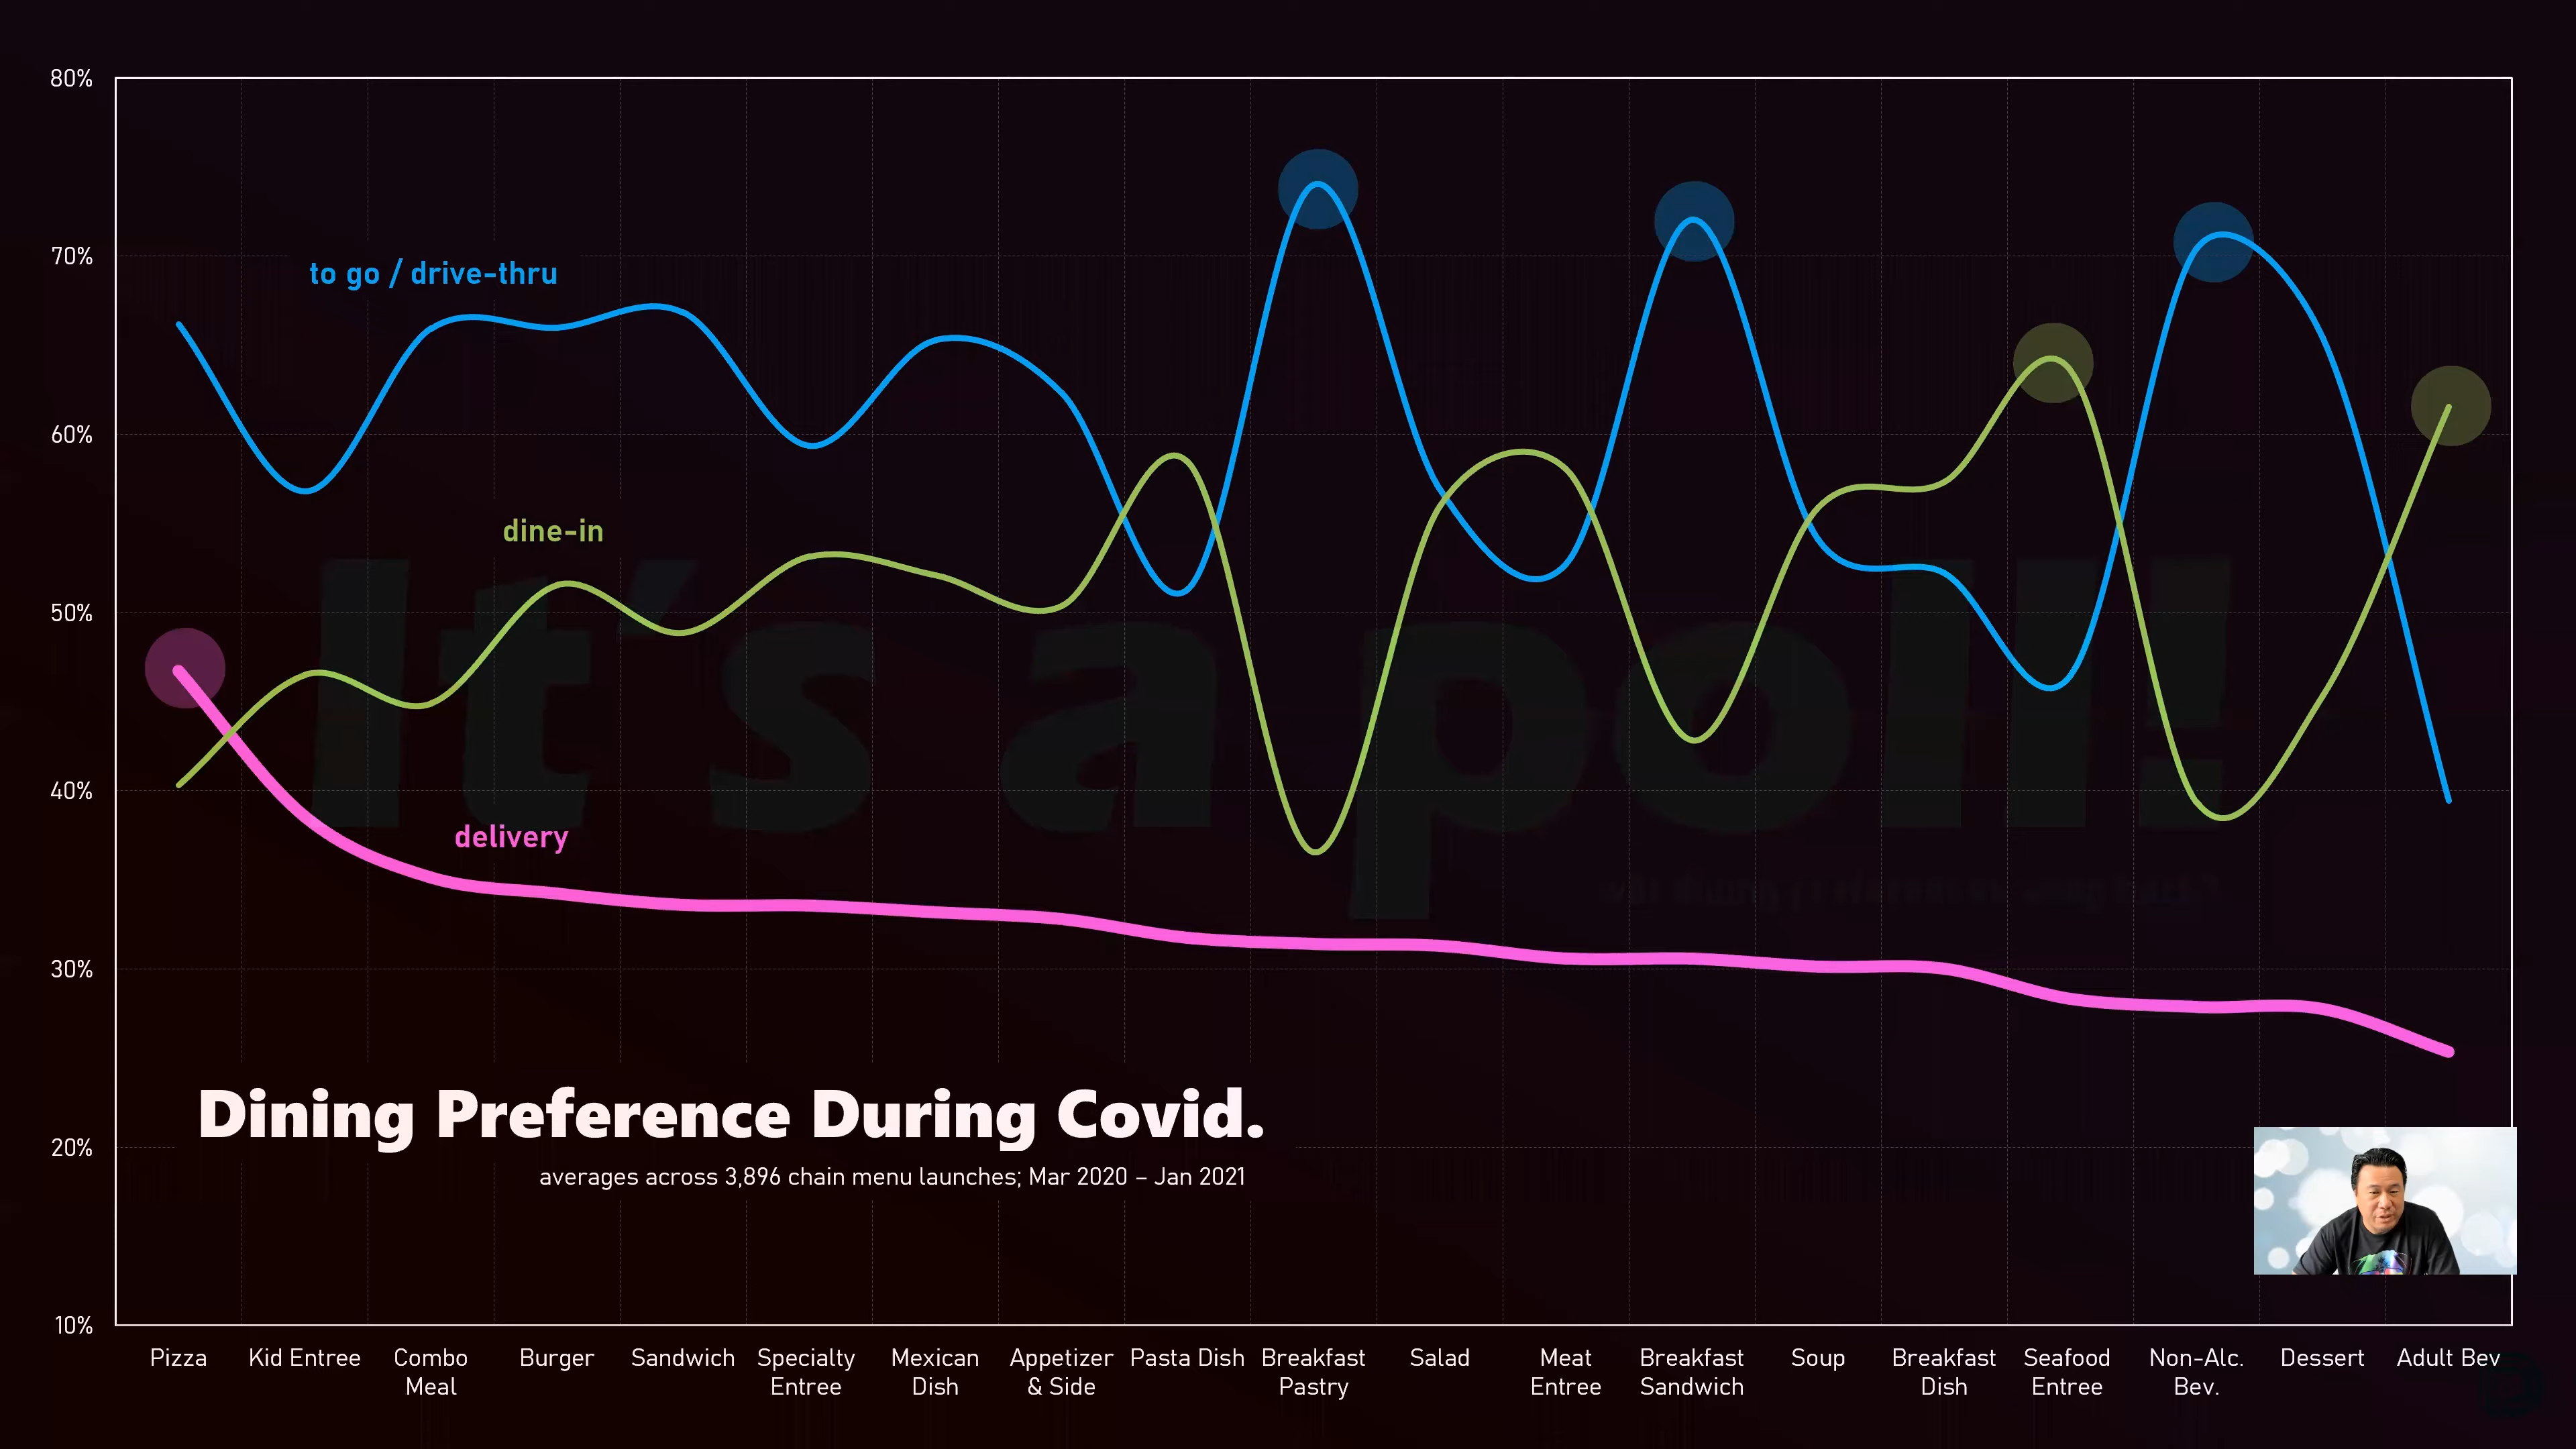 80%
70%
to go / drive-thru
60%
dine-in
50%
It's a poll!
40%
delivery
30%
Dining Preference During Covid.
20%
averages across 3,896 chain menu launches; Mar 2020 – Jan 2021
10%
Pizza Kid Entree Combo Burger Sandwich Specialty Mexican Appetizer Pasta Dish Breakfast Salad Meat Breakfast Soup Breakfast Seafood Non-Alc. Dessert Adult Bev
Meal Entree Dish & Side Pastry Entree Sandwich Dish Entree Bev.